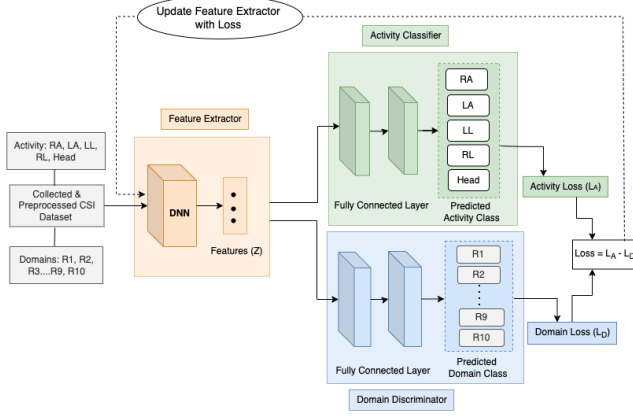 Update Feature Extractor
with Loss
Activity Classifier
RA
LA
LL
RL
Head
Fully Connected Layer
Predicted
Activity Class
Feature Extractor
DNN
Features (Z)
Activity: RA, LA, LL,
RL, Head
Collected &
Preprocessed CSI
Dataset
Domains: R1, R2,
R3....R9, R10
Activity Loss (LA)
Loss = LA - LD
Domain Loss (LD)
R1
R2
R9
R10
Fully Connected Layer
Predicted
Domain Class
Domain Discriminator